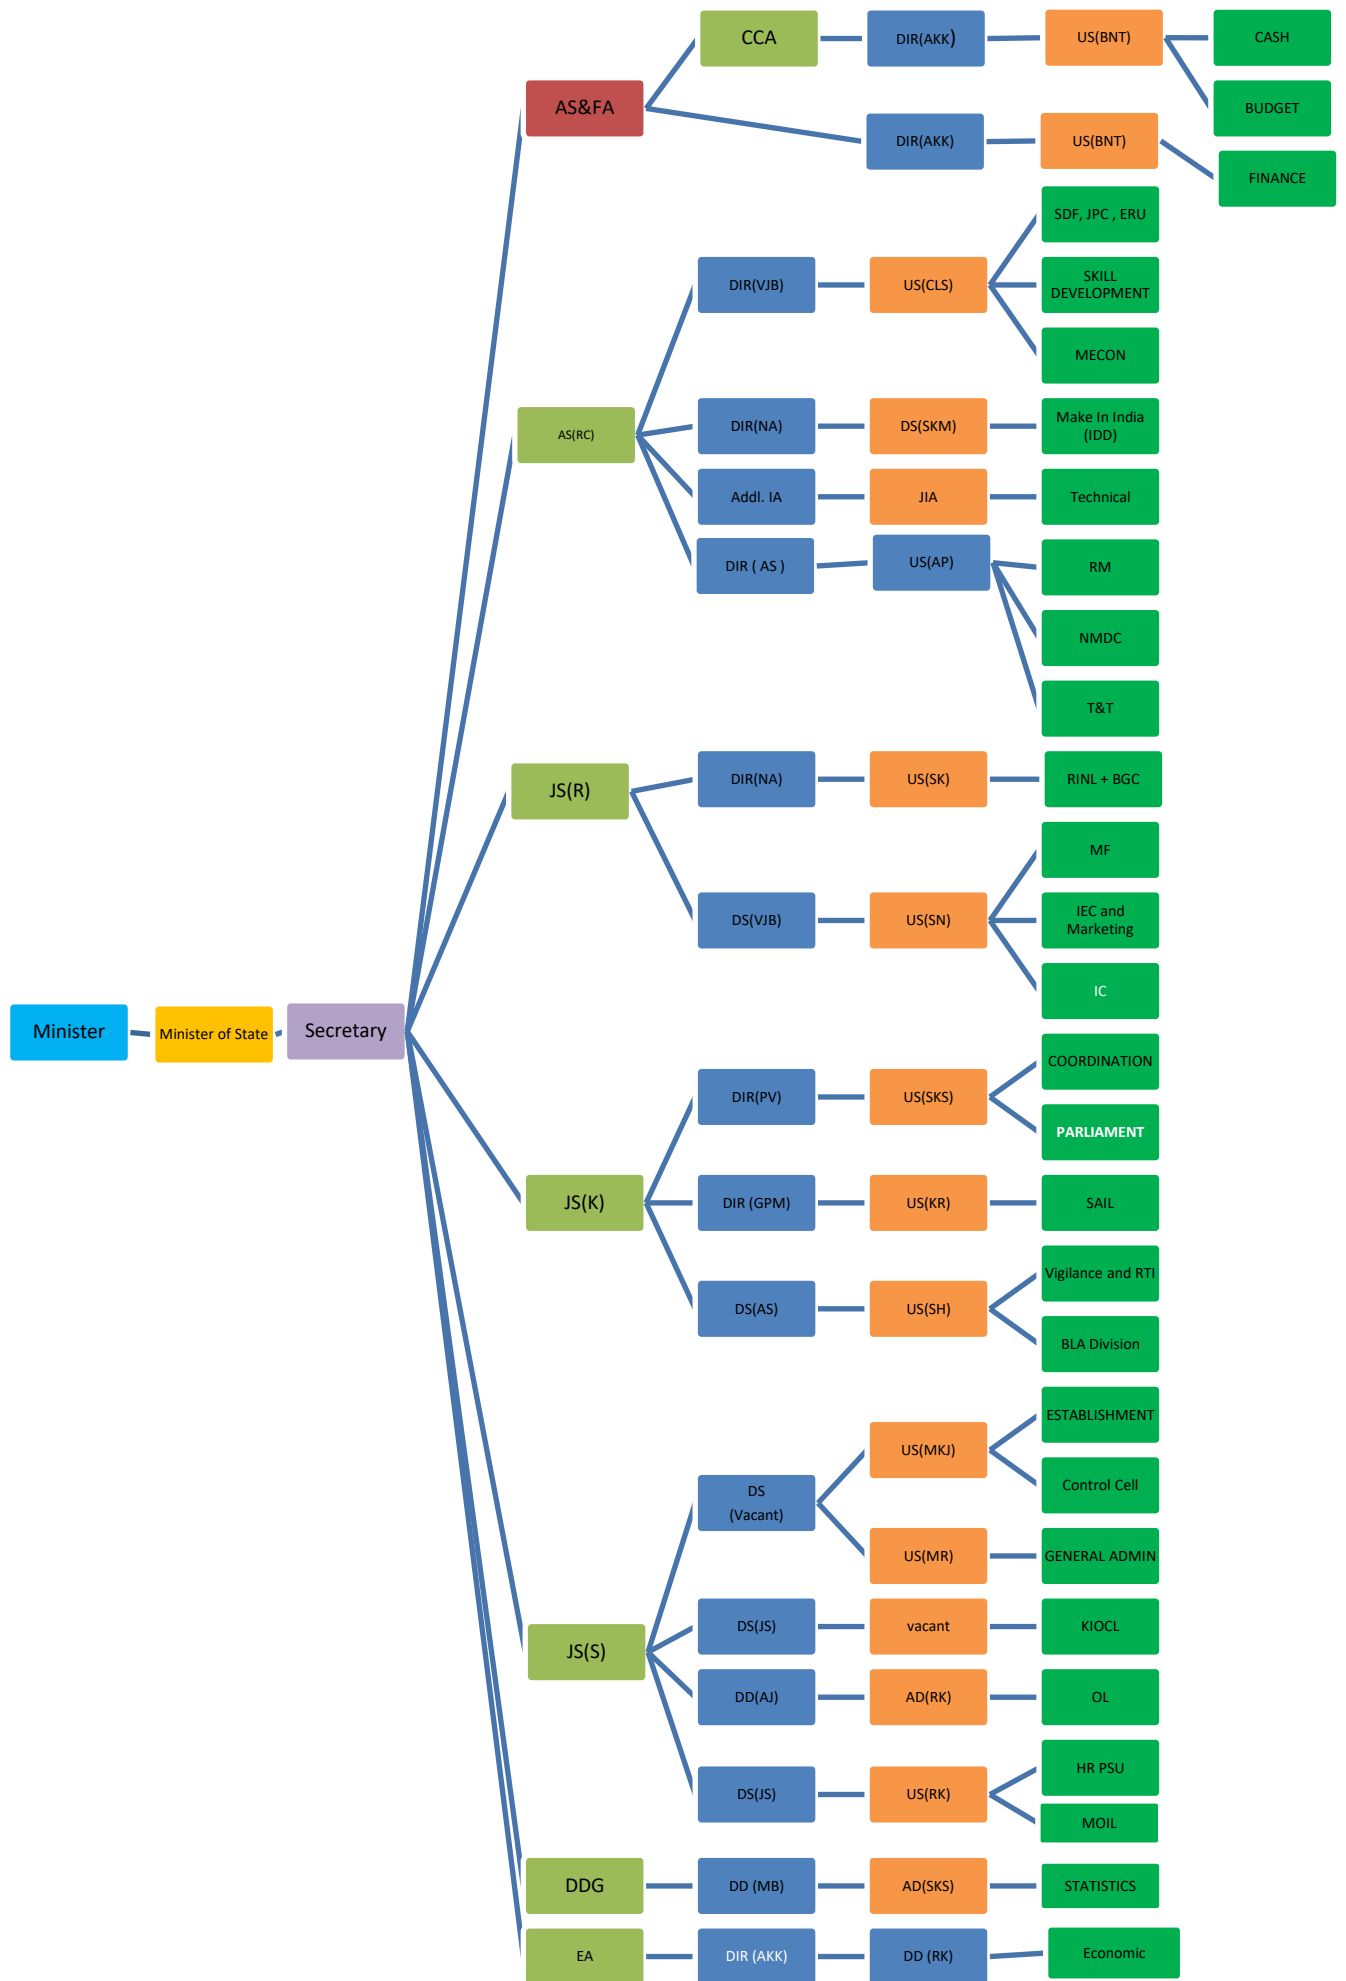 Minister
Minister of State
Secretary
AS&FA
CCA
DIR(AKK)
US(BNT)
CASH
BUDGET
DIR(AKK)
US(BNT)
FINANCE
AS(RC)
DIR(VJB)
US(CLS)
SDF, JPC , ERU
SKILL
DEVELOPMENT
MECON
DIR(NA)
DS(SKM)
Make In India
(IDD)
Addl. IA
JIA
Technical
DIR ( AS )
US(AP)
RM
NMDC
T&T
JS(R)
DIR(NA)
US(SK)
RINL + BGC
DS(VJB)
US(SN)
MF
IEC and
Marketing
IC
JS(K)
DIR(PV)
US(SKS)
COORDINATION
PARLIAMENT
DIR (GPM)
US(KR)
SAIL
DS(AS)
US(SH)
Vigilance and RTI
BLA Division
JS(S)
DS
(Vacant)
US(MKJ)
ESTABLISHMENT
Control Cell
US(MR)
GENERAL ADMIN
DS(JS)
vacant
KIOCL
DD(AJ)
AD(RK)
OL
DS(JS)
US(RK)
HR PSU
MOIL
DDG
DD (MB)
AD(SKS)
STATISTICS
EA
DIR (AKK)
DD (RK)
Economic